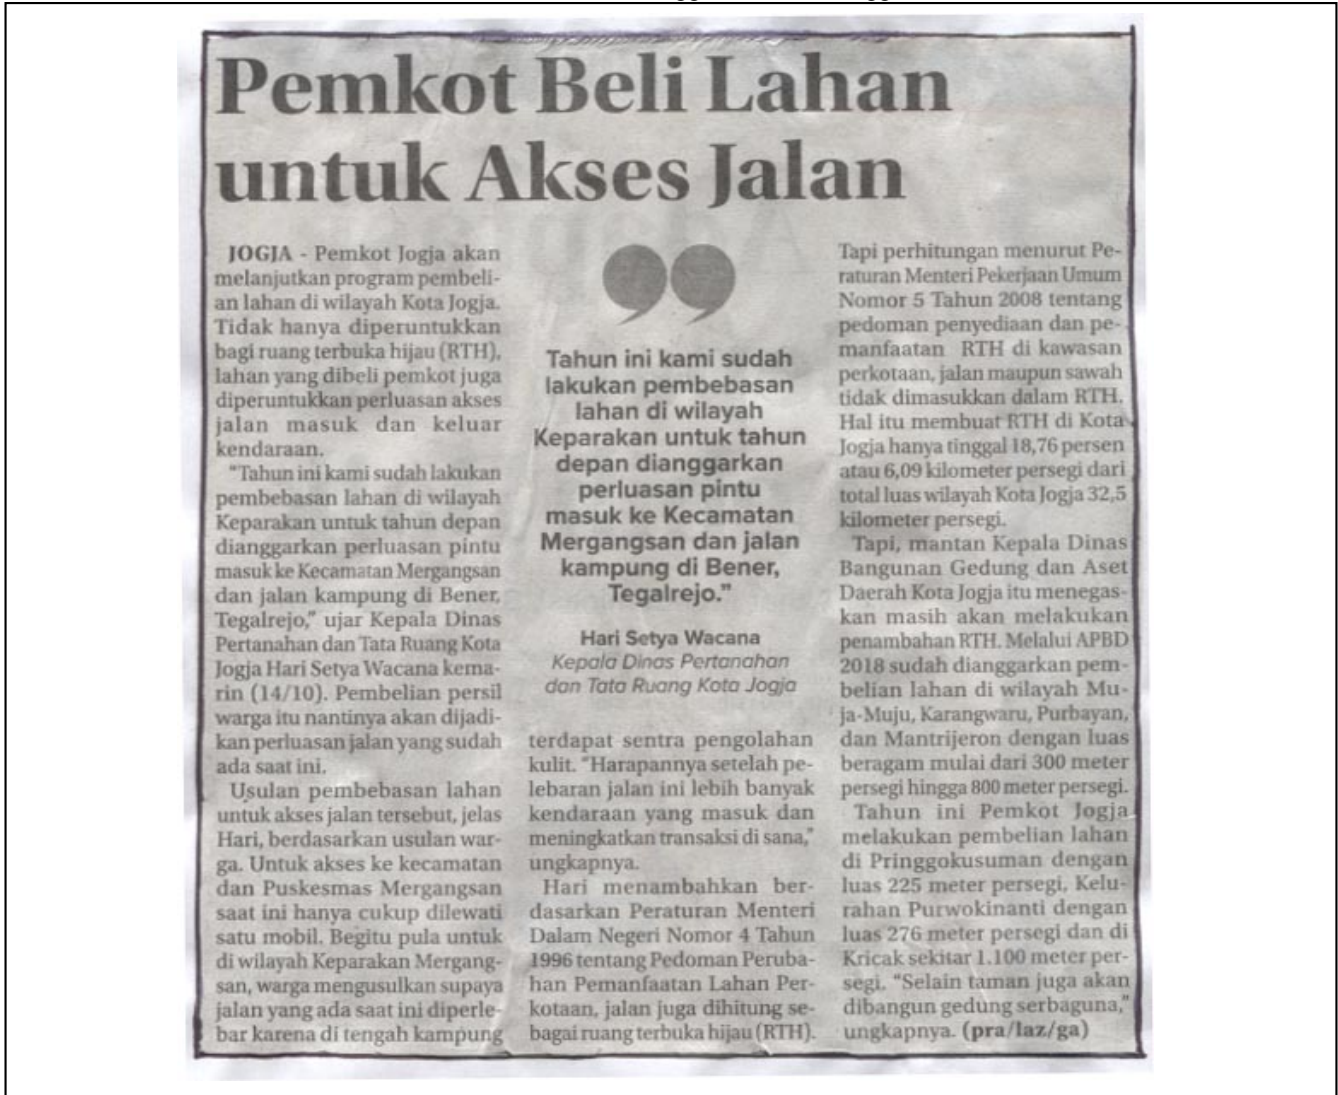 Pemkot Beli Lahan
untuk Akses Jalan
JOGJA - Pemkot Jogja akan
melanjutkan program pembeli-
an lahan di wilayah Kota Jogja.
Tidak hanya diperuntukkan
bagi ruang terbuka hijau (RTH),
lahan yang dibeli pemkot juga
diperuntukkan perluasan akses
jalan masuk dan keluar
kendaraan.
"Tahun ini kami sudah lakukan
pembebasan lahan di wilayah
Keparakan untuk tahun depan
dianggarkan perluasan pintu
masuk ke Kecamatan Mergangsan
dan jalan kampung di Bener,
Tegalrejo," ujar Kepala Dinas
Pertanahan dan Tata Ruang Kota
Jogja Hari Setya Wacana kema-
rin (14/10). Pembelian persil
warga itu nantinya akan dijadi-
kan perluasan jalan yang sudah
ada saat ini.
Usulan pembebasan lahan
untuk akses jalan tersebut, jelas
Hari, berdasarkan usulan war-
ga. Untuk akses ke kecamatan
dan Puskesmas Mergangsan
saat ini hanya cukup dilewati
satu mobil. Begitu pula untuk
di wilayah Keparakan Mergang-
san, warga mengusulkan supaya
jalan yang ada saat ini diperle-
bar karena di tengah kampung
Tahun ini kami sudah
lakukan pembebasan
lahan di wilayah
Keparakan untuk tahun
depan dianggarkan
perluasan pintu
masuk ke Kecamatan
Mergangsan dan jalan
kampung di Bener,
Tegalrejo."
Hari Setya Wacana
Kepala Dinas Pertanahan
dan Tata Ruang Kota Jogja
terdapat sentra pengolahan
kulit. "Harapannya setelah pe-
lebaran jalan ini lebih banyak
kendaraan yang masuk dan
meningkatkan transaksi di sana,"
ungkapnya.
Hari menambahkan ber-
dasarkan Peraturan Menteri
Dalam Negeri Nomor 4 Tahun
1996 tentang Pedoman Peruba-
han Pemanfaatan Lahan Per-
kotaan, jalan juga dihitung se-
bagai ruang terbuka hijau (RTH).
Tapi perhitungan menurut Pe-
raturan Menteri Pekerjaan Umum
Nomor 5 Tahun 2008 tentang
pedoman penyediaan dan pe-
manfaatan RTH di kawasan
perkotaan, jalan maupun sawah
tidak dimasukkan dalam RTH.
Hal itu membuat RTH di Kota
Jogja hanya tinggal 18,76 persen
atau 6,09 kilometer persegi dari
total luas wilayah Kota Jogja 32,5
kilometer persegi.
Tapi, mantan Kepala Dinas
Bangunan Gedung dan Aset
Daerah Kota Jogja itu menegas-
kan masih akan melakukan
penambahan RTH. Melalui APBD
2018 sudah dianggarkan pem-
belian lahan di wilayah Mu-
ja-Muju, Karangwaru, Purbayan,
dan Mantrijeron dengan luas
beragam mulai dari 300 meter
persegi hingga 800 meter persegi.
Tahun ini Pemkot Jogja
melakukan pembelian lahan
di Pringgokusuman dengan
luas 225 meter persegi, Kelu-
rahan Purwokinanti dengan
luas 276 meter persegi dan di
Kricak sekitar 1.100 meter per-
segi. "Selain taman juga akan
dibangun gedung serbaguna,"
ungkapnya. (pra/laz/ga)